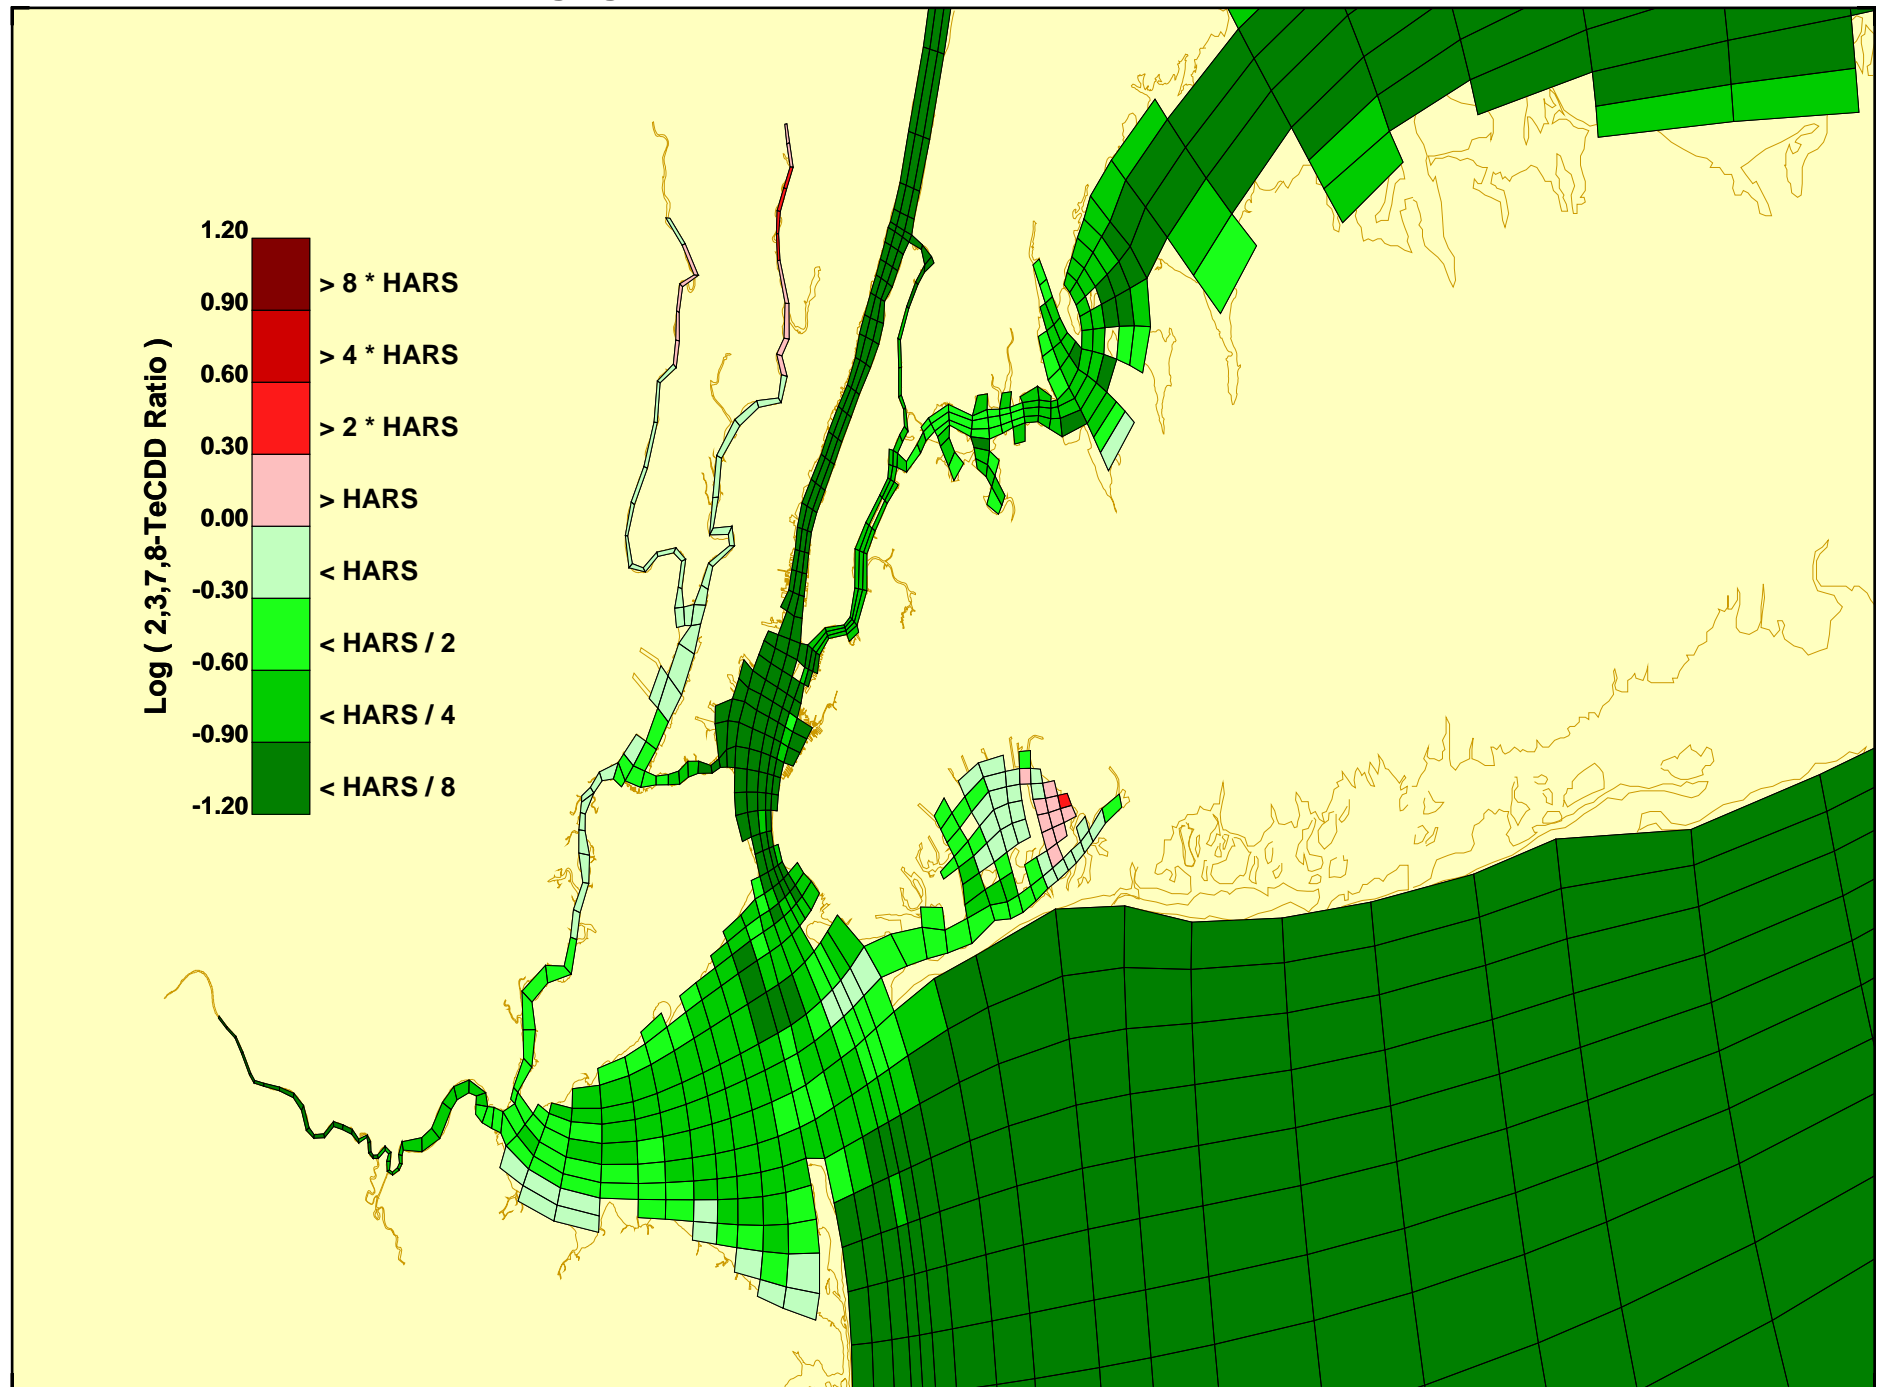 1.20
> 8 * HARS
0.90
> 4 * HARS
0.60
> 2 * HARS
0.30
> HARS
0.00
< HARS
-0.30
< HARS / 2
-0.60
< HARS / 4
-0.90
< HARS / 8
-1.20
Log ( 2,3,7,8-TeCDD Ratio )